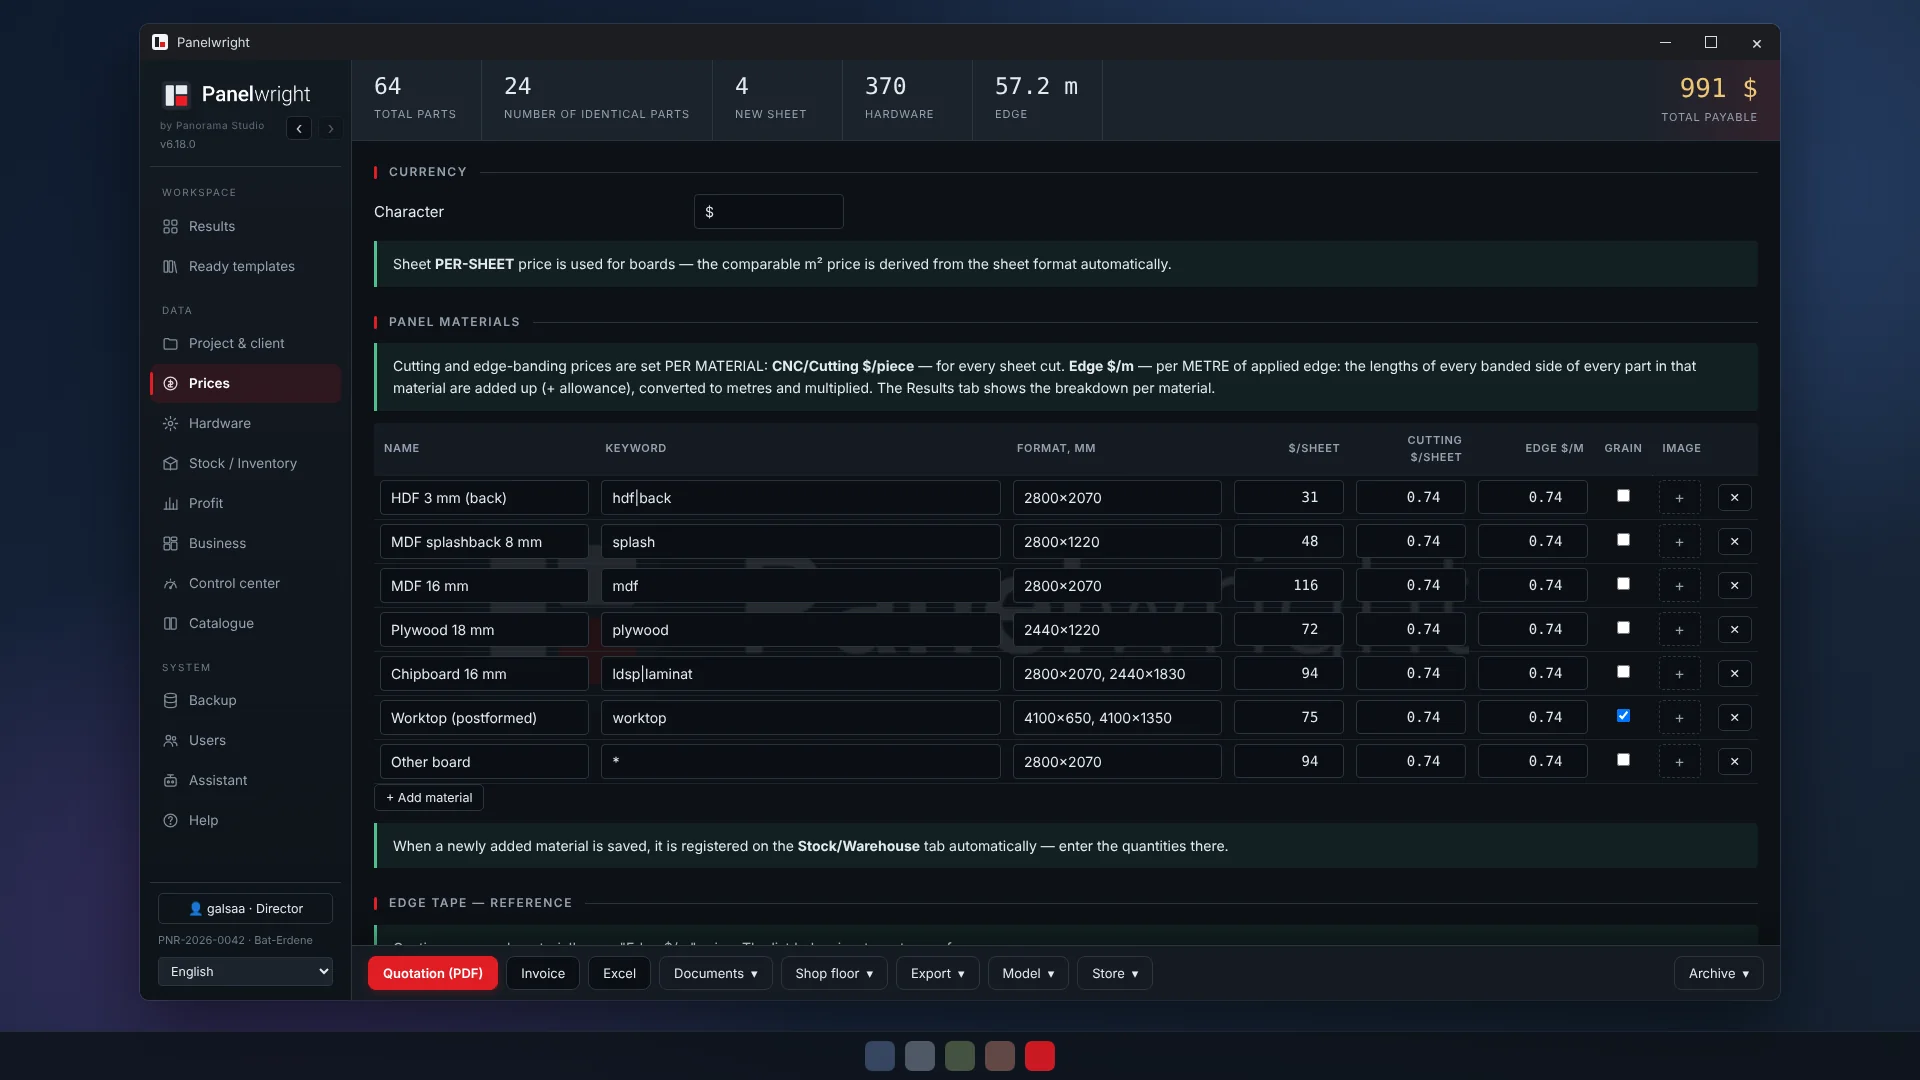 Panelwright
Panelwright
by Panorama Studio
v6.18.0
WORKSPACE
Results
Ready templates
DATA
Project & client
Prices
Hardware
Stock / Inventory
Profit
Business
Control center
Catalogue
SYSTEM
Backup
Users
Assistant
Help
galsaa · Director
PNR-2026-0042 · Bat-Erdene
English
64
TOTAL PARTS
24
NUMBER OF IDENTICAL PARTS
4
NEW SHEET
370
HARDWARE
57.2 m
EDGE
991 $
TOTAL PAYABLE
CURRENCY
Character
$
Sheet PER-SHEET price is used for boards — the comparable m² price is derived from the sheet format automatically.
PANEL MATERIALS
Cutting and edge-banding prices are set PER MATERIAL: CNC/Cutting $/piece — for every sheet cut. Edge $/m — per METRE of applied edge: the lengths of every banded side of every part in that
material are added up (+ allowance), converted to metres and multiplied. The Results tab shows the breakdown per material.
NAME KEYWORD FORMAT, MM $/SHEET CUTTING $/SHEET EDGE $/M GRAIN IMAGE
HDF 3 mm (back) hdf|back 2800×2070 31 0.74 0.74 + ×
MDF splashback 8 mm splash 2800×1220 48 0.74 0.74 + ×
MDF 16 mm mdf 2800×2070 116 0.74 0.74 + ×
Plywood 18 mm plywood 2440×1220 72 0.74 0.74 + ×
Chipboard 16 mm ldsp|laminat 2800×2070, 2440×1830 94 0.74 0.74 + ×
Worktop (postformed) worktop 4100×650, 4100×1350 75 0.74 0.74 + ×
Other board * 2800×2070 94 0.74 0.74 + ×
+ Add material
When a newly added material is saved, it is registered on the Stock/Warehouse tab automatically — enter the quantities there.
EDGE TAPE — REFERENCE
Quotation (PDF)
Invoice
Excel
Documents ▾
Shop floor ▾
Export ▾
Model ▾
Store ▾
Archive ▾